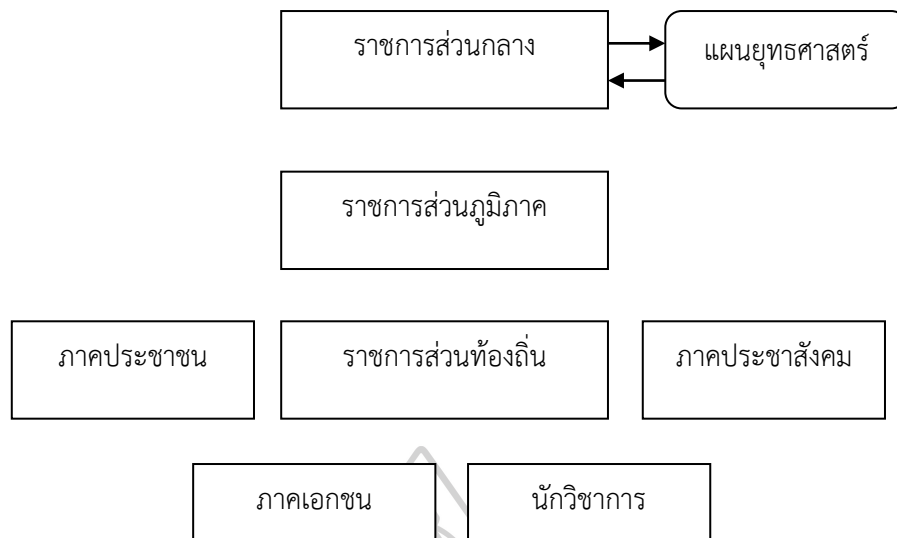 ราชการส่วนกลาง
แผนยุทธศาสตร์
ราชการส่วนภูมิภาค
ภาคประชาชน
ราชการส่วนท้องถิ่น
ภาคประชาสังคม
ภาคเอกชน
นักวิชาการ